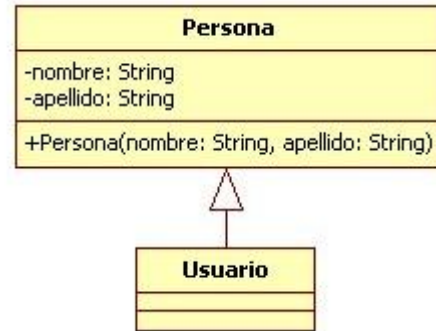 Persona
-nombre: String
-apellido: String
+Persona(nombre: String, apellido: String)
Usuario